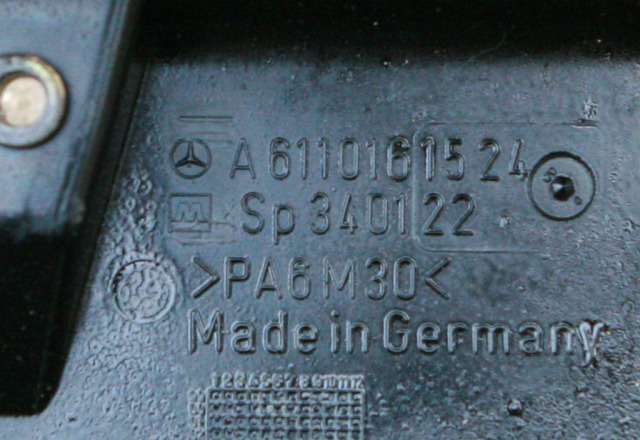 A 611 016 15 24
Sp 3401 22
>PA6 M30<
Made in Germany